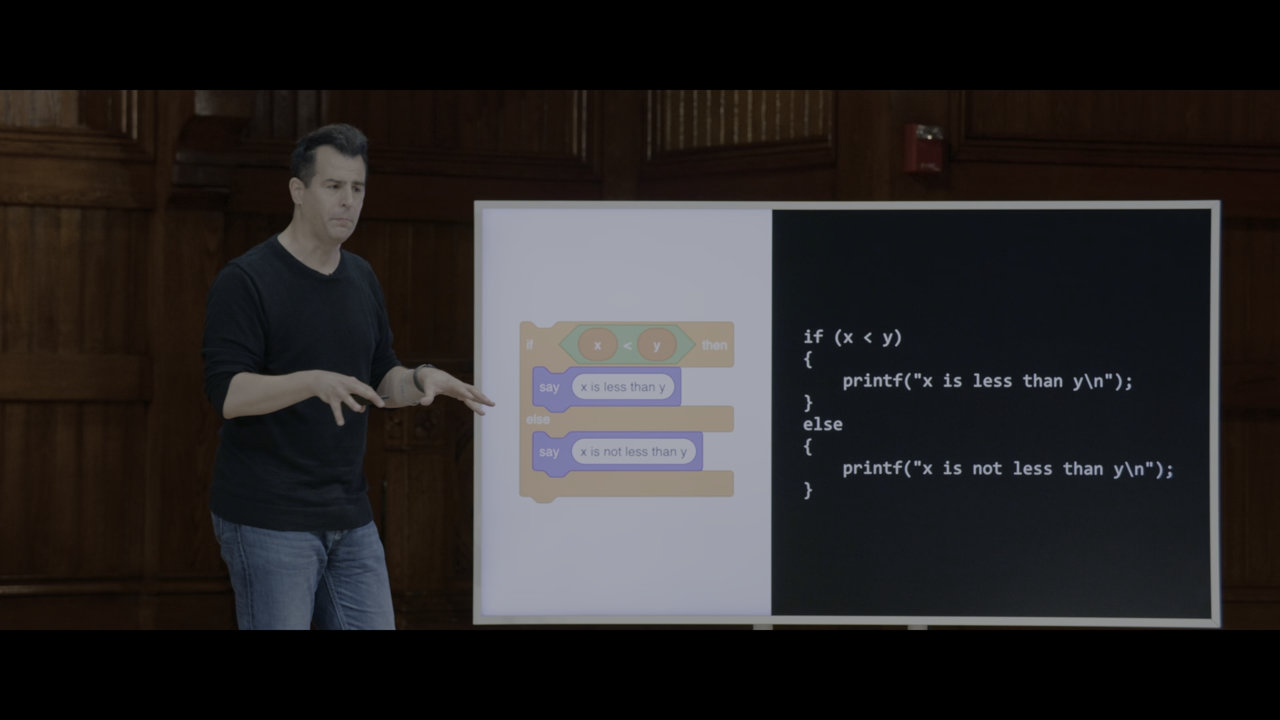 if x < y then
say x is less than y
else
say x is not less than y
if (x < y)
{
    printf("x is less than y\n");
}
else
{
    printf("x is not less than y\n");
}